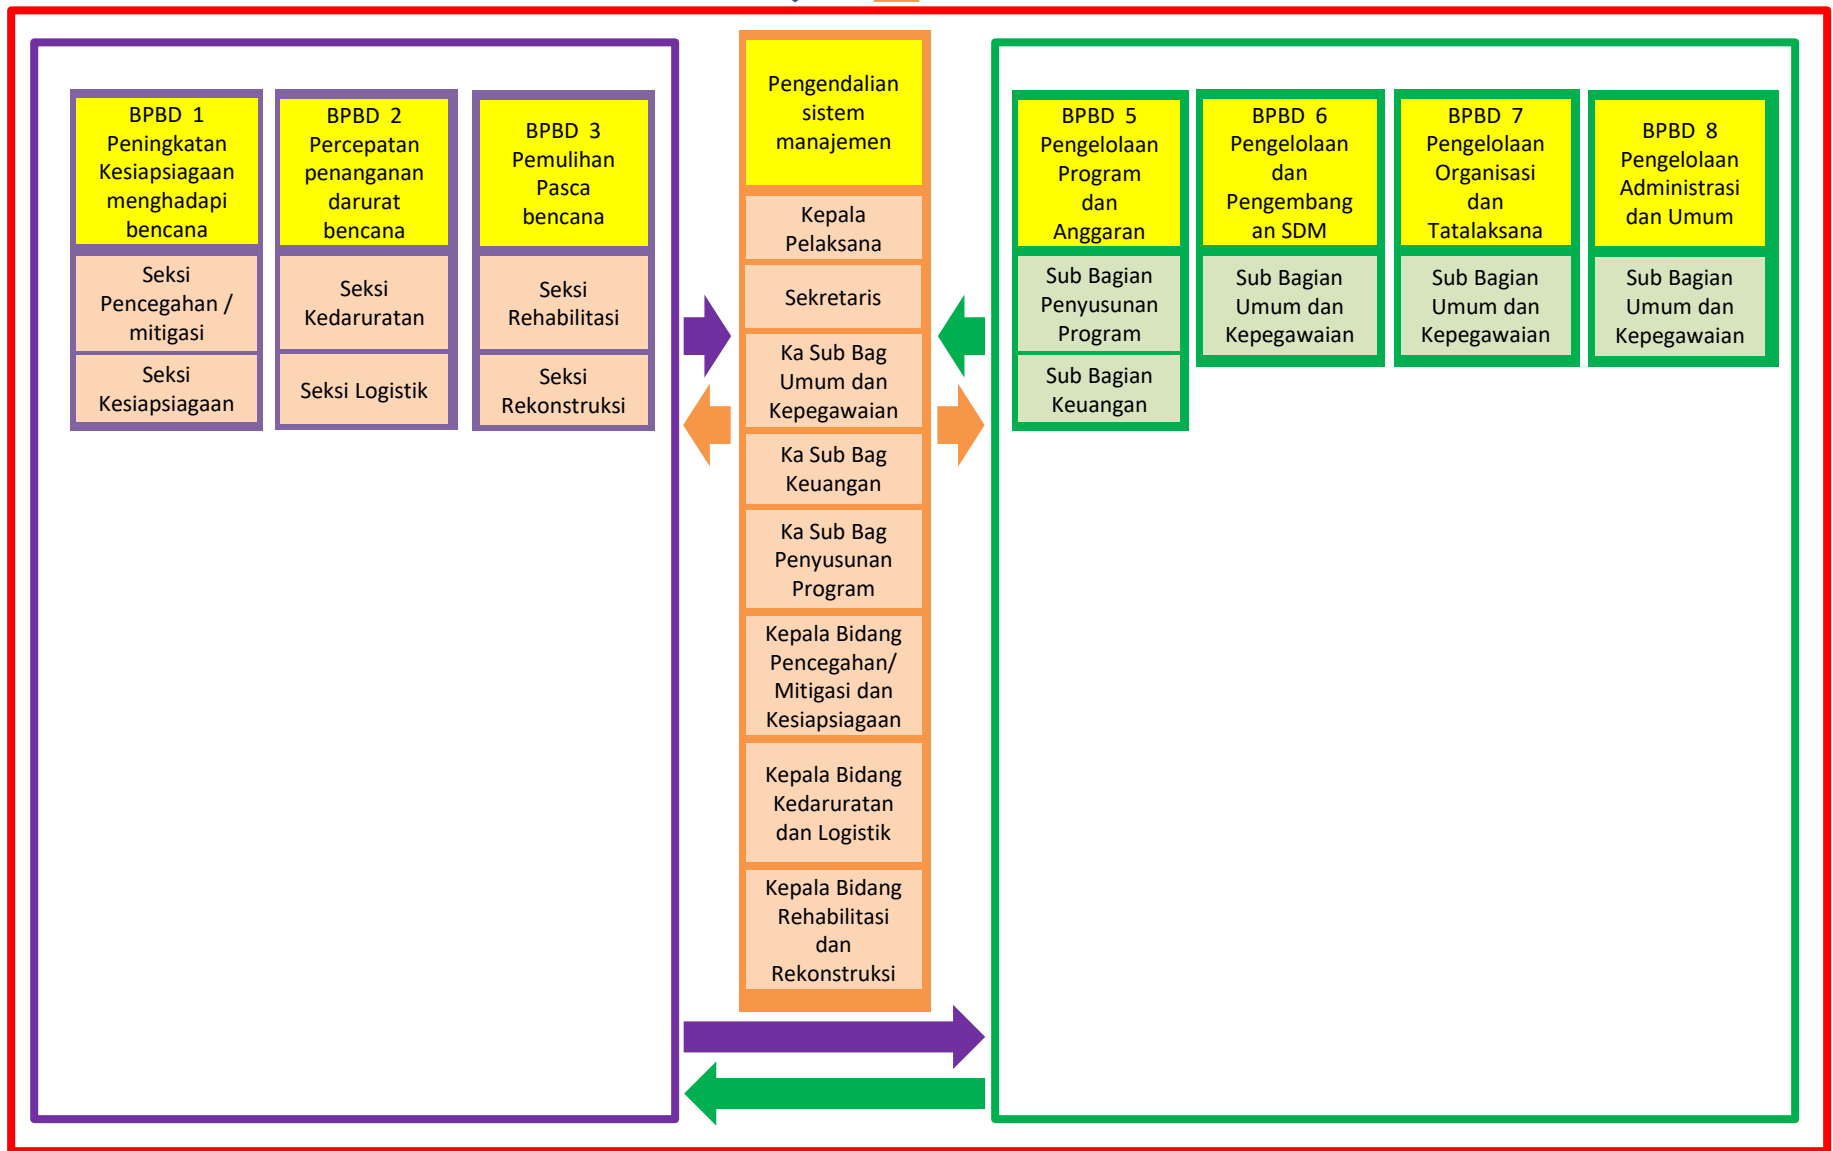 BPBD 1
Peningkatan
Kesiapsiagaan
menghadapi
bencana
Seksi
Pencegahan /
mitigasi
Seksi
Kesiapsiagaan
BPBD 2
Percepatan
penanganan
darurat
bencana
Seksi
Kedaruratan
Seksi Logistik
BPBD 3
Pemulihan
Pasca
bencana
Seksi
Rehabilitasi
Seksi
Rekonstruksi
Pengendalian
sistem
manajemen
Kepala
Pelaksana
Sekretaris
Ka Sub Bag
Umum dan
Kepegawaian
Ka Sub Bag
Keuangan
Ka Sub Bag
Penyusunan
Program
Kepala Bidang
Pencegahan/
Mitigasi dan
Kesiapsiagaan
Kepala Bidang
Kedaruratan
dan Logistik
Kepala Bidang
Rehabilitasi
dan
Rekonstruksi
BPBD 5
Pengelolaan
Program
dan
Anggaran
Sub Bagian
Penyusunan
Program
Sub Bagian
Keuangan
BPBD 6
Pengelolaan
dan
Pengembang
an SDM
Sub Bagian
Umum dan
Kepegawaian
BPBD 7
Pengelolaan
Organisasi
dan
Tatalaksana
Sub Bagian
Umum dan
Kepegawaian
BPBD 8
Pengelolaan
Administrasi
dan Umum
Sub Bagian
Umum dan
Kepegawaian